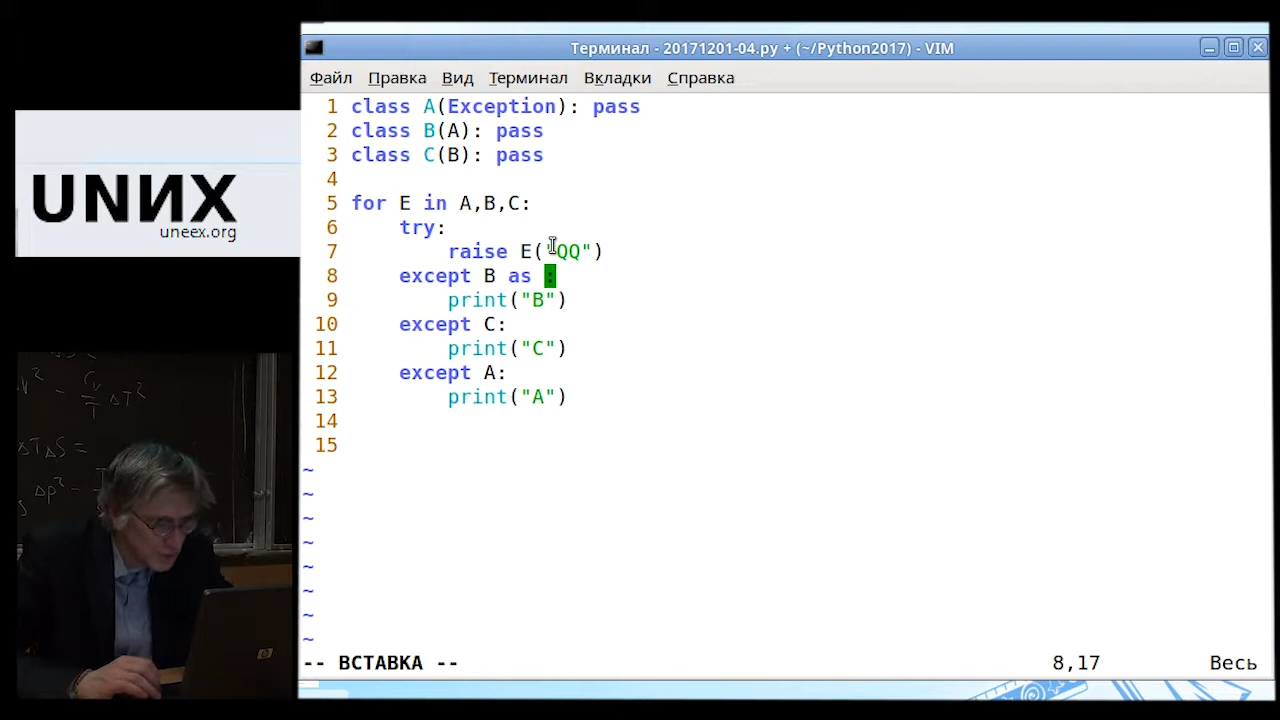 Терминал - 20171201-04.py + (~/Python2017) - VIM
Файл Правка Вид Терминал Вкладки Справка
1 class A(Exception): pass
2 class B(A): pass
3 class C(B): pass
4
5 for E in A,B,C:
6     try:
7         raise E("QQ")
8     except B as :
9         print("B")
10     except C:
11         print("C")
12     except A:
13         print("A")
14
15
~
~
~
~
~
~
~
~
-- ВСТАВКА -- 8,17 Весь
UNИX
uneex.org
hp